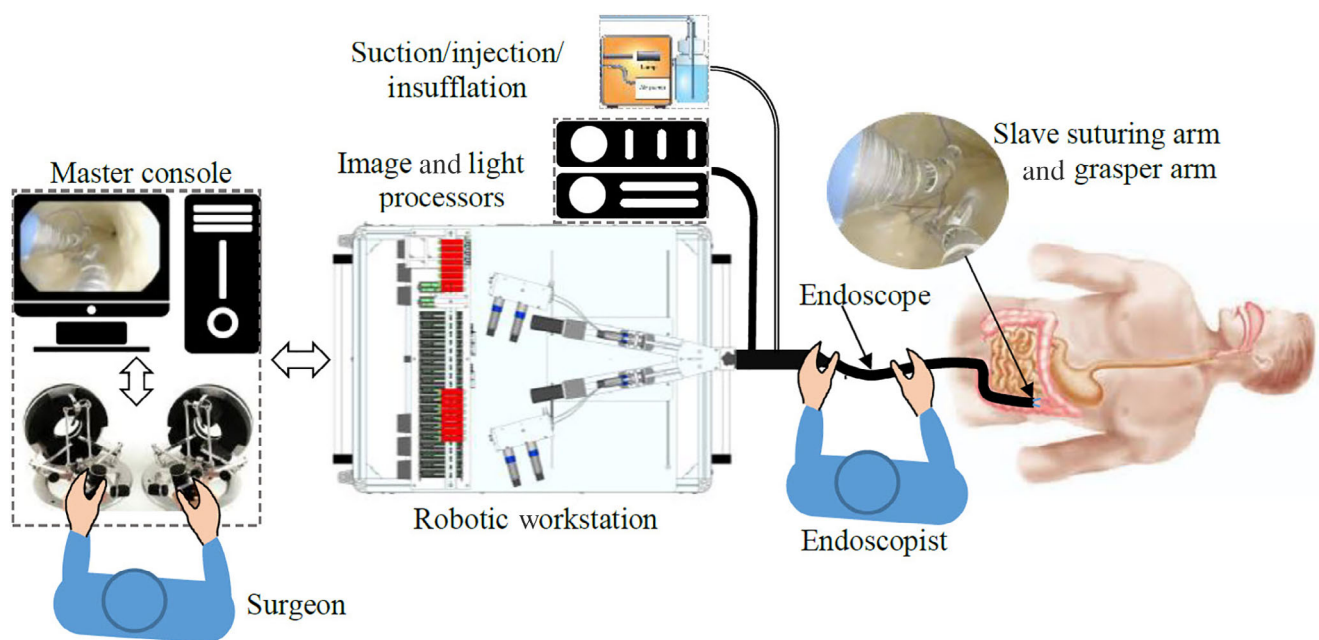 Suction/injection/
insufflation
Slave suturing arm
and grasper arm
Master console
Image and light
processors
Endoscope
Robotic workstation
Endoscopist
Surgeon